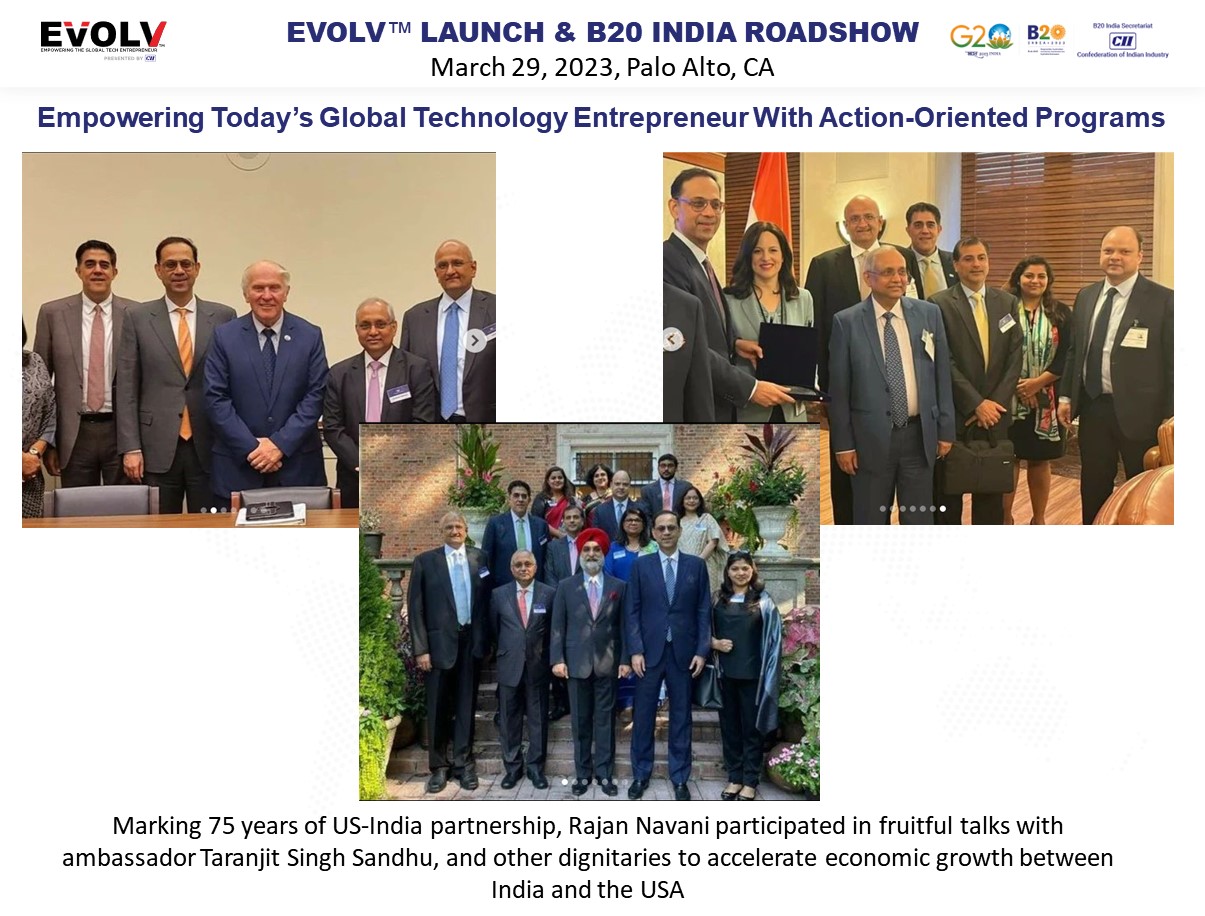 EVOLV™
EMPOWERING THE GLOBAL TECH ENTREPRENEUR
PRESENTED BY CII
EVOLV™ LAUNCH & B20 INDIA ROADSHOW
March 29, 2023, Palo Alto, CA
G20
B20
B20 India Secretariat
CII
Confederation of Indian Industry
Empowering Today’s Global Technology Entrepreneur With Action-Oriented Programs
Marking 75 years of US-India partnership, Rajan Navani participated in fruitful talks with
ambassador Taranjit Singh Sandhu, and other dignitaries to accelerate economic growth between
India and the USA